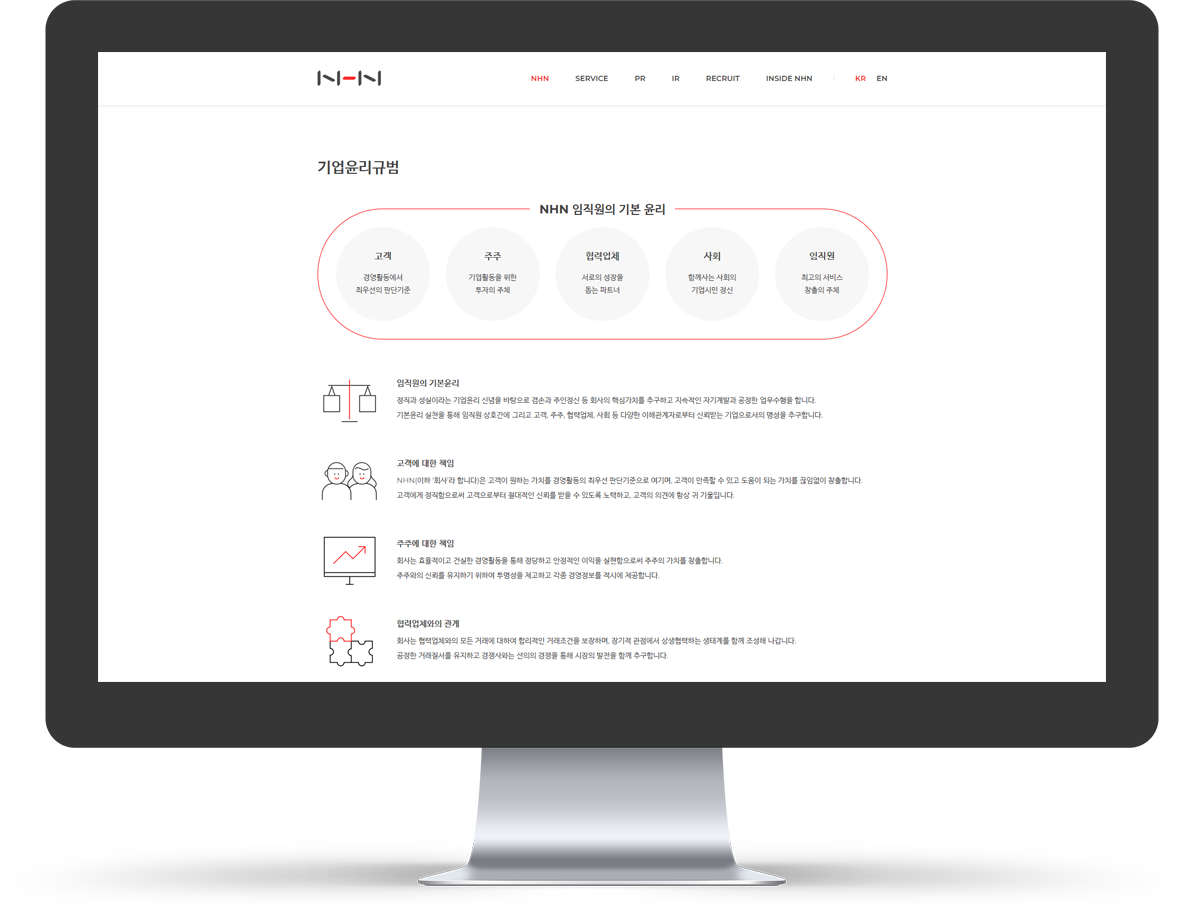 NHN
NHN SERVICE PR IR RECRUIT INSIDE NHN | KR EN
기업윤리규범
NHN 임직원의 기본 윤리
고객
경영활동에서
최우선의 판단기준
주주
기업활동을 위한
투자의 주체
협력업체
서로의 성장을
돕는 파트너
사회
함께사는 사회의
기업시민 정신
임직원
최고의 서비스
창출의 주체
임직원의 기본윤리
정직과 성실이라는 기업윤리 신념을 바탕으로 겸손과 주인정신 등 회사의 핵심가치를 추구하고 지속적인 자기계발과 공정한 업무수행을 합니다.
기본윤리 실천을 통해 임직원 상호간에 그리고 고객, 주주, 협력업체, 사회 등 다양한 이해관계자로부터 신뢰받는 기업으로서의 명성을 추구합니다.
고객에 대한 책임
NHN(이하 '회사'라 합니다)은 고객이 원하는 가치를 경영활동의 최우선 판단기준으로 여기며, 고객이 만족할 수 있고 도움이 되는 가치를 끊임없이 창출합니다.
고객에게 정직함으로써 고객으로부터 절대적인 신뢰를 받을 수 있도록 노력하고, 고객의 의견에 항상 귀 기울입니다.
주주에 대한 책임
회사는 효율적이고 건실한 경영활동을 통해 정당하고 안정적인 이익을 실현함으로써 주주의 가치를 창출합니다.
주주와의 신뢰를 유지하기 위하여 투명성을 제고하고 각종 경영정보를 적시에 제공합니다.
협력업체와의 관계
회사는 협력업체와의 모든 거래에 대하여 합리적인 거래조건을 보장하며, 장기적 관점에서 상생협력하는 생태계를 함께 조성해 나갑니다.
공정한 거래질서를 유지하고 경쟁사와는 선의의 경쟁을 통해 시장의 발전을 함께 추구합니다.